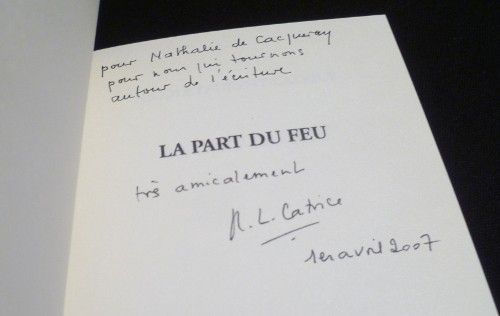 pour Nathalie de Cacqueray
pour nous qui tournons
autour de l'écriture
LA PART DU FEU
très amicalement
R. L. Catrice
1er avril 2007